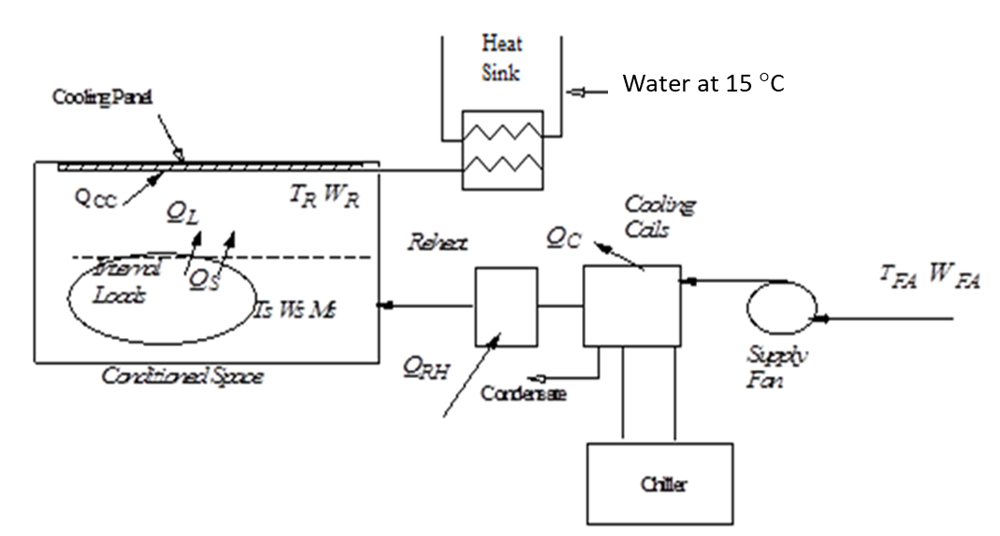 Heat
Sink
Water at 15 °C
Cooling Panel
QCC
QL
TR WR
Cooling
Coils
Reheat
QC
Internal
Loads
QS
Ts Ws Ms
TFA WFA
Supply
Fan
Conditioned Space
QRH
Condensate
Chiller